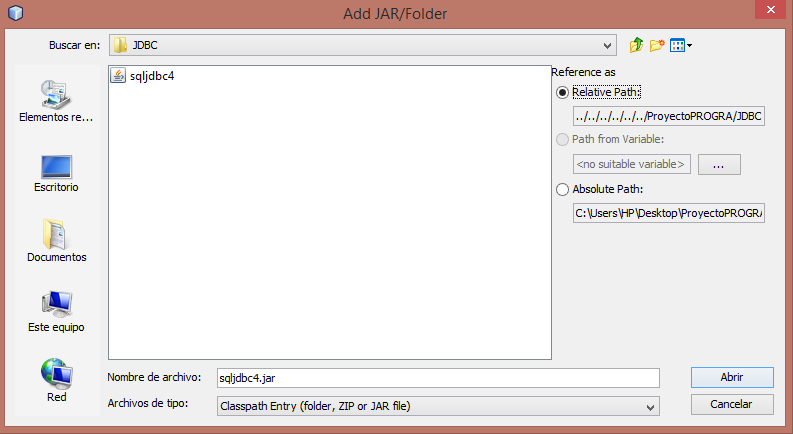 Add JAR/Folder
Buscar en:
JDBC
sqljdbc4
Elementos re...
Escritorio
Documentos
Este equipo
Red
Reference as
Relative Path:
../../../../../../ProyectoPROGRA/JDBC
Path from Variable:
<no suitable variable>
...
Absolute Path:
C:\Users\HP\Desktop\ProyectoPROGRA
Nombre de archivo:
sqljdbc4.jar
Abrir
Archivos de tipo:
Classpath Entry (folder, ZIP or JAR file)
Cancelar